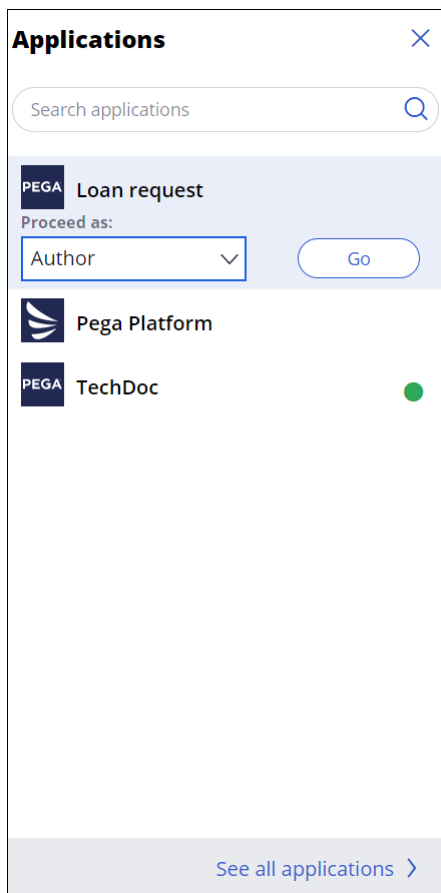 Applications
Search applications
PEGA
Loan request
Proceed as:
Author
Go
Pega Platform
PEGA
TechDoc
See all applications